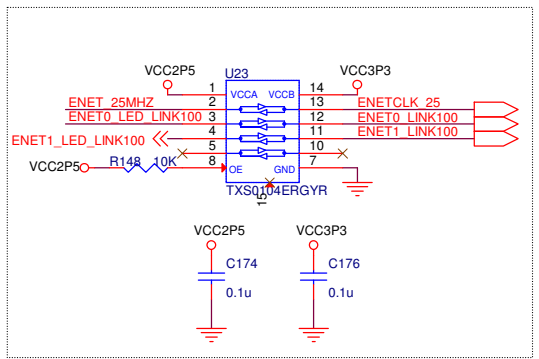 VCC2P5 U23 VCC3P3
1 VCCA VCCB 14
ENET_25MHZ 2 13 ENETCLK_25
ENET0_LED_LINK100 3 12 ENET0_LINK100
ENET1_LED_LINK100 4 11 ENET1_LINK100
5 10
VCC2P5 R148 10K 8 OE GND 7
TXS0104ERGYR
15
VCC2P5 VCC3P3
C174 C176
0.1u 0.1u